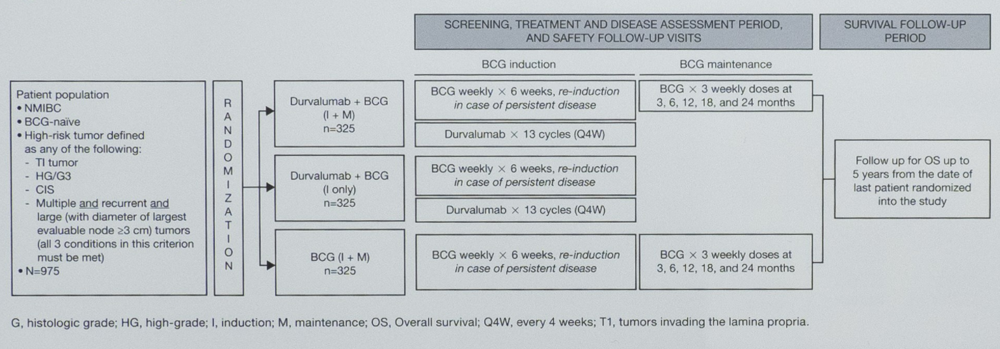 SCREENING, TREATMENT AND DISEASE ASSESSMENT PERIOD,
AND SAFETY FOLLOW-UP VISITS
SURVIVAL FOLLOW-UP
PERIOD
BCG induction
BCG maintenance
Patient population
• NMIBC
• BCG-naïve
• High-risk tumor defined
as any of the following:
- TI tumor
- HG/G3
- CIS
- Multiple and recurrent and
large (with diameter of largest
evaluable node ≥3 cm) tumors
(all 3 conditions in this criterion
must be met)
• N=975
RANDOMIZATION
Durvalumab + BCG
(I + M)
n=325
BCG weekly × 6 weeks, re-induction
in case of persistent disease
Durvalumab × 13 cycles (Q4W)
BCG × 3 weekly doses at
3, 6, 12, 18, and 24 months
Durvalumab + BCG
(I only)
n=325
BCG weekly × 6 weeks, re-induction
in case of persistent disease
Durvalumab × 13 cycles (Q4W)
BCG (I + M)
n=325
BCG weekly × 6 weeks, re-induction
in case of persistent disease
BCG × 3 weekly doses at
3, 6, 12, 18, and 24 months
Follow up for OS up to
5 years from the date of
last patient randomized
into the study
G, histologic grade; HG, high-grade; I, induction; M, maintenance; OS, Overall survival; Q4W, every 4 weeks; T1, tumors invading the lamina propria.